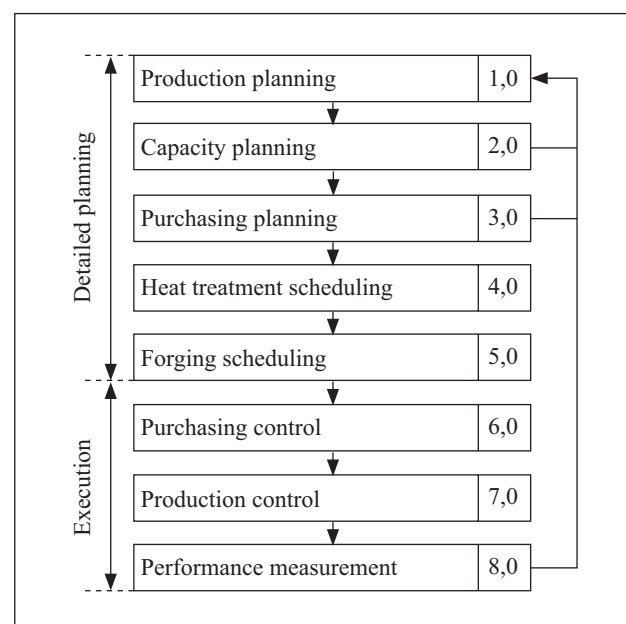 Production planning 1,0
Capacity planning 2,0
Purchasing planning 3,0
Heat treatment scheduling 4,0
Forging scheduling 5,0
Purchasing control 6,0
Production control 7,0
Performance measurement 8,0
Detailed planning
Execution